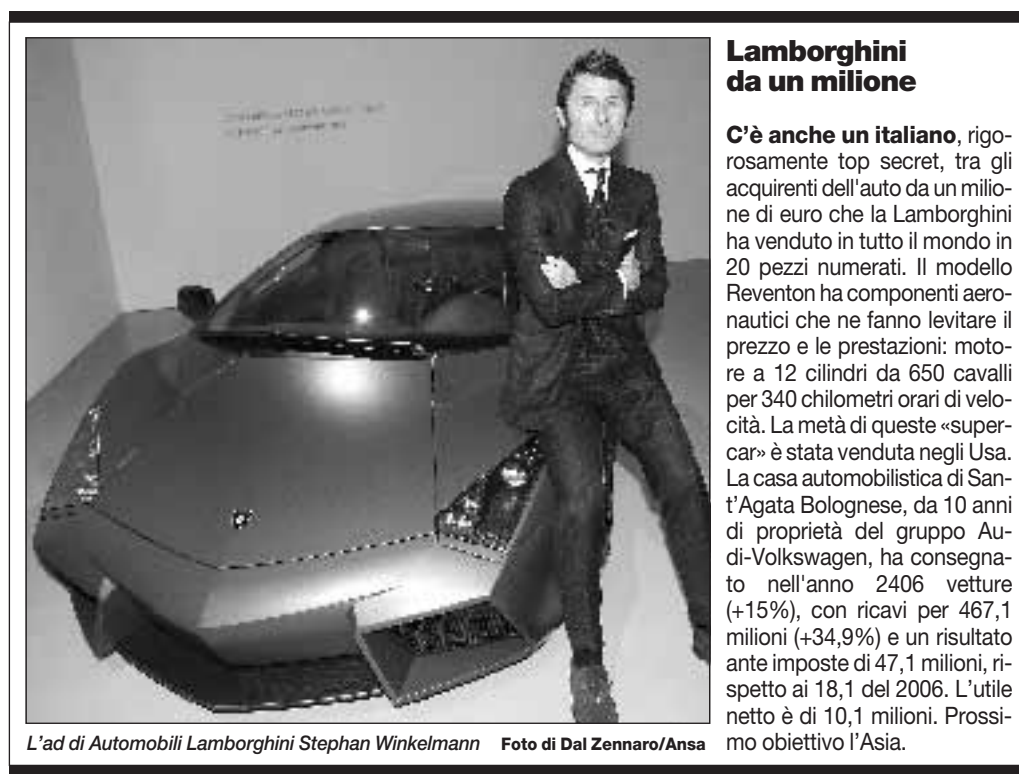 Lamborghini
da un milione
C'è anche un italiano, rigo-
rosamente top secret, tra gli
acquirenti dell'auto da un milio-
ne di euro che la Lamborghini
ha venduto in tutto il mondo in
20 pezzi numerati. Il modello
Reventon ha componenti aero-
nautici che ne fanno levitare il
prezzo e le prestazioni: moto-
re a 12 cilindri da 650 cavalli
per 340 chilometri orari di velo-
cità. La metà di queste «super-
car» è stata venduta negli Usa.
La casa automobilistica di San-
t'Agata Bolognese, da 10 anni
di proprietà del gruppo Au-
di-Volkswagen, ha consegna-
to nell'anno 2406 vetture
(+15%), con ricavi per 467,1
milioni (+34,9%) e un risultato
ante imposte di 47,1 milioni, ri-
spetto ai 18,1 del 2006. L'utile
netto è di 10,1 milioni. Prossi-
mo obiettivo l'Asia.
L'ad di Automobili Lamborghini Stephan Winkelmann Foto di Dal Zennaro/Ansa